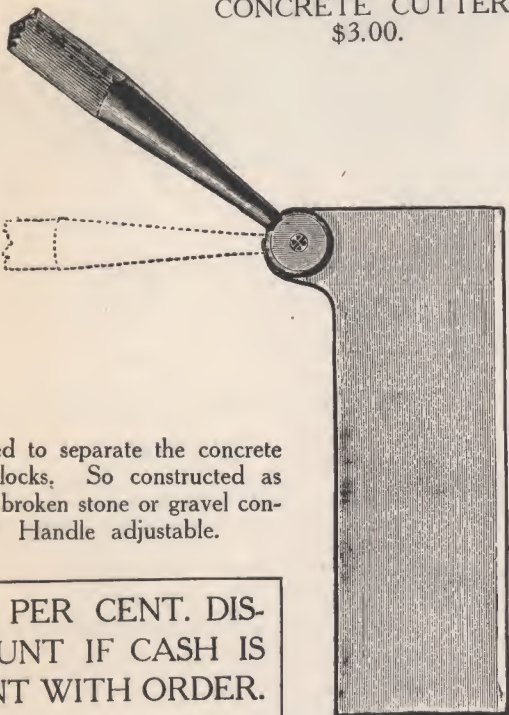 CONCRETE CUTTER
$3.00.
ed to separate the concrete
locks. So constructed as
broken stone or gravel con-
Handle adjustable.
PER CENT. DIS-
UNT IF CASH IS
NT WITH ORDER.